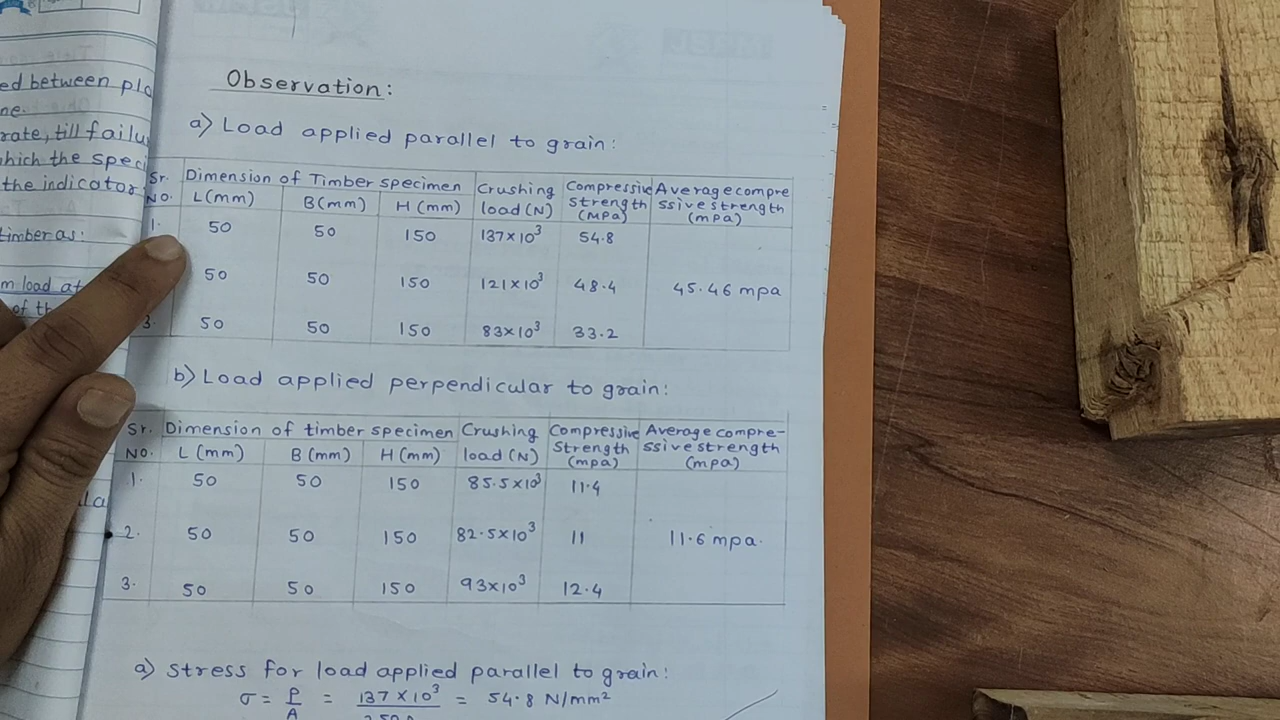 ed between pla
ne.
rate, till failu
hich the speci
the indicator
timber as:
m load at
of th
Observation:
a) Load applied parallel to grain:
Sr. NO. Dimension of Timber specimen Crushing load (N) Compressive Strength (MPa) Average compressive strength (mpa)
L (mm) B (mm) H (mm)
1. 50 50 150 137×10³ 54.8
50 50 150 121×10³ 48.4 45.46 mpa
3. 50 50 150 83×10³ 33.2
b) Load applied perpendicular to grain:
Sr. NO. Dimension of timber specimen Crushing load (N) Compressive Strength (mpa) Average compre-ssive strength (mpa)
L (mm) B (mm) H (mm)
1. 50 50 150 85.5×10³ 11.4
2. 50 50 150 82.5×10³ 11 11.6 mpa.
3. 50 50 150 93×10³ 12.4
a) stress for load applied parallel to grain:
σ = P/A = 137 × 10³ = 54.8 N/mm²